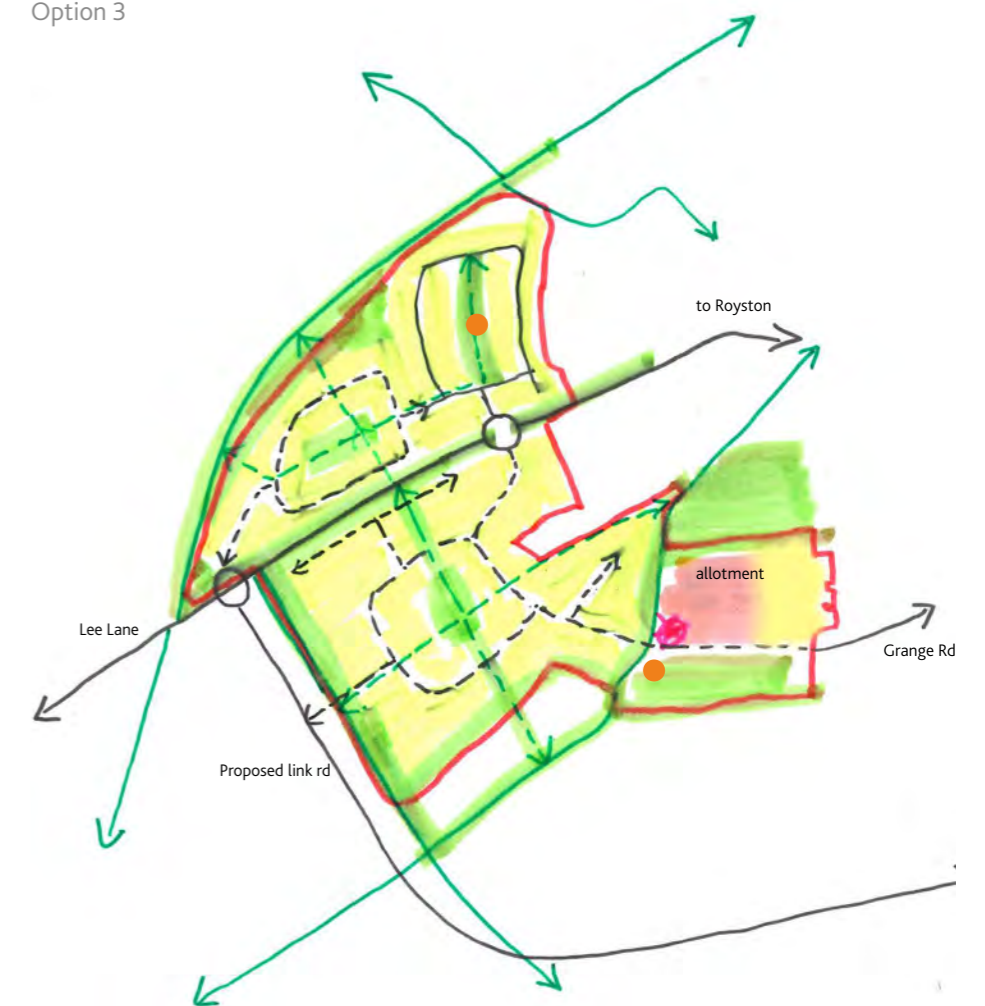 Option 3
to Royston
allotment
Lee Lane
Grange Rd
Proposed link rd